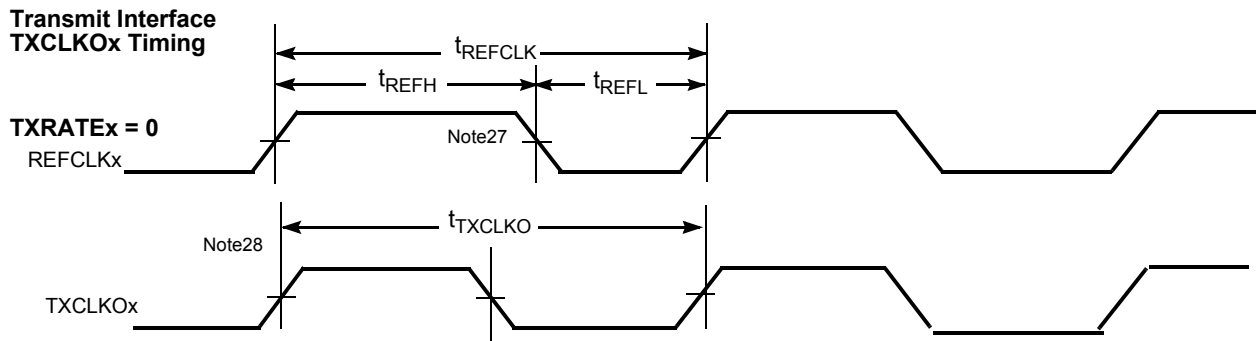 Transmit Interface
TXCLKOx Timing
tREFCLK
tREFH
tREFL
TXRATEx = 0
Note27
REFCLKx
tTXCLKO
Note28
TXCLKOx